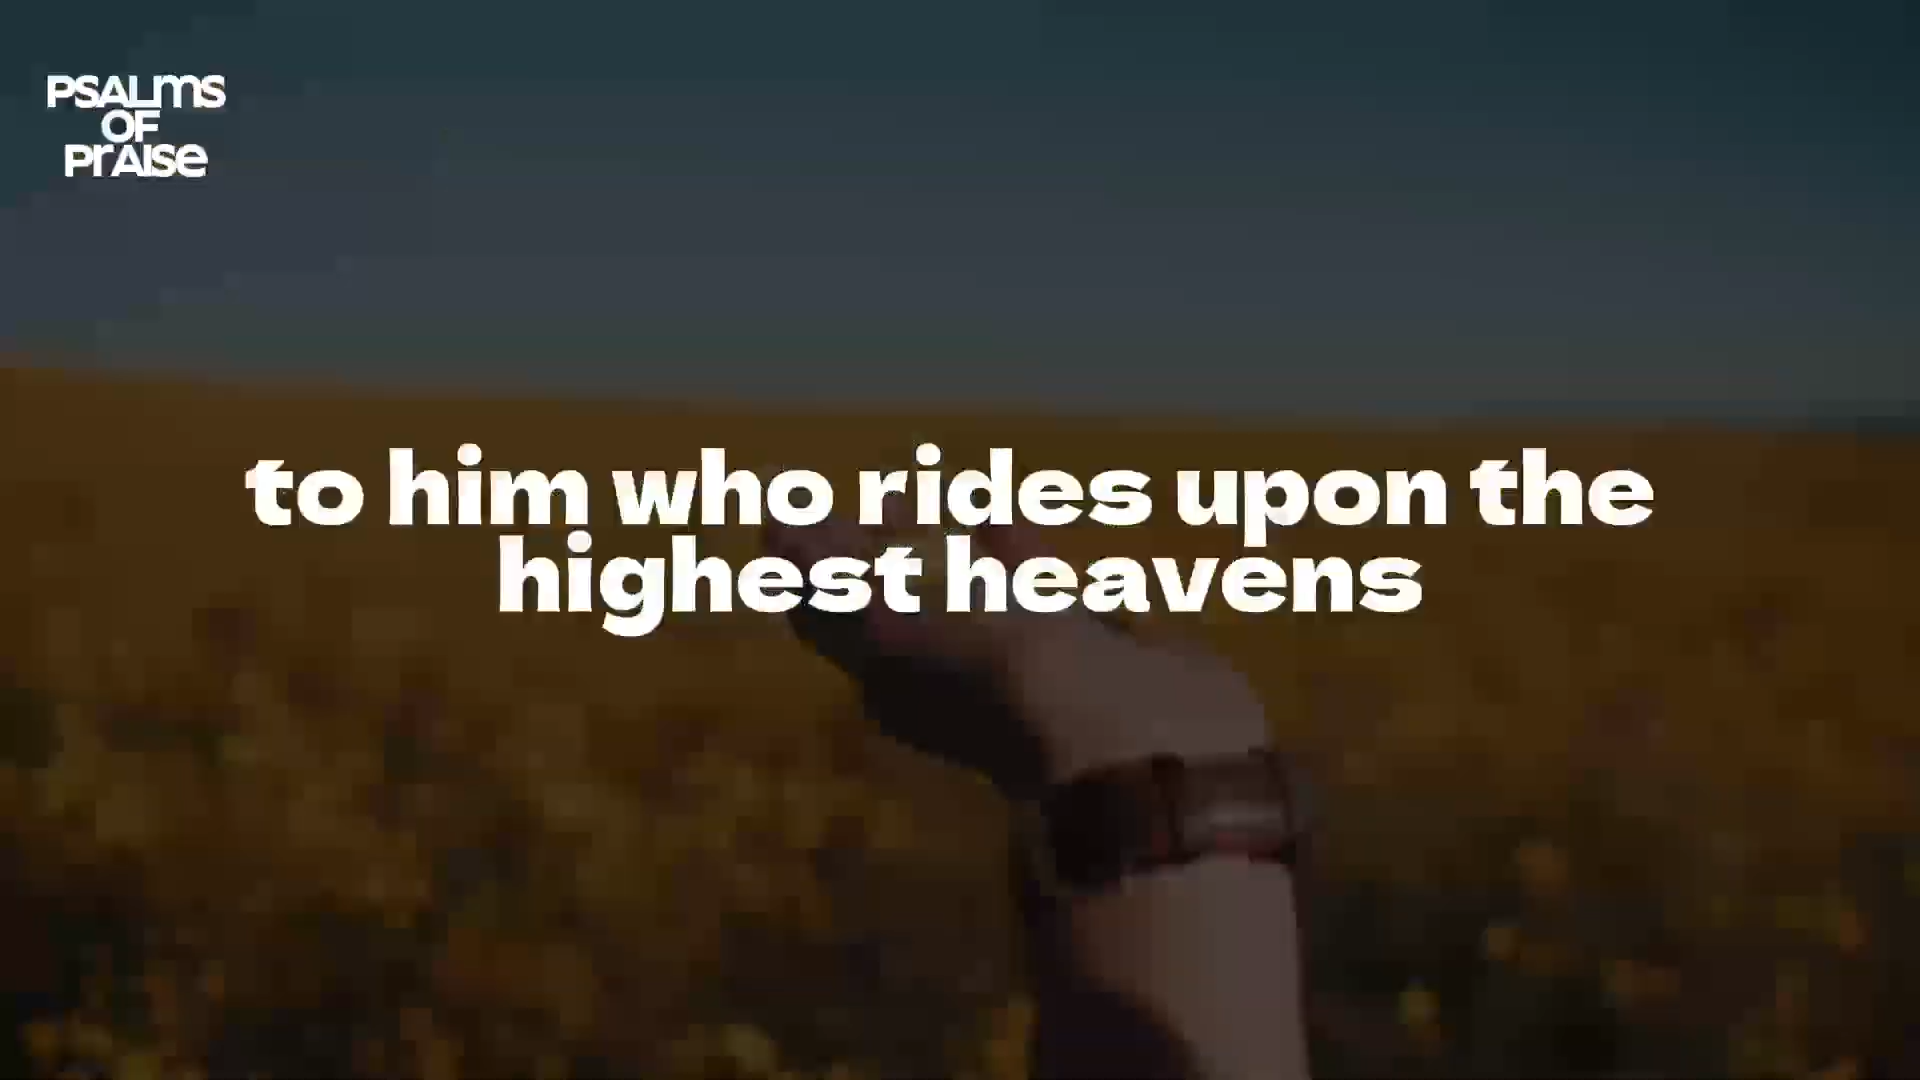 PSALmS
OF
PrAISe
to him who rides upon the
highest heavens